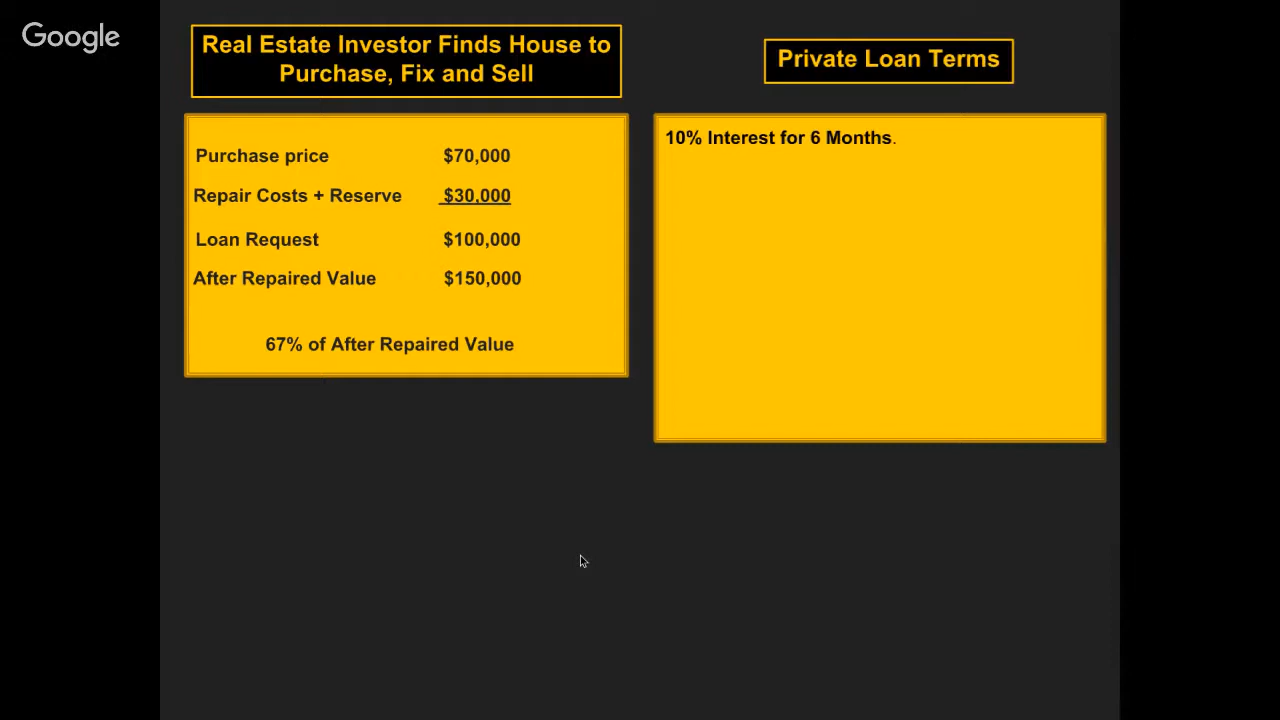 Google
Real Estate Investor Finds House to
Purchase, Fix and Sell
Purchase price $70,000
Repair Costs + Reserve $30,000
Loan Request $100,000
After Repaired Value $150,000
67% of After Repaired Value
Private Loan Terms
10% Interest for 6 Months.